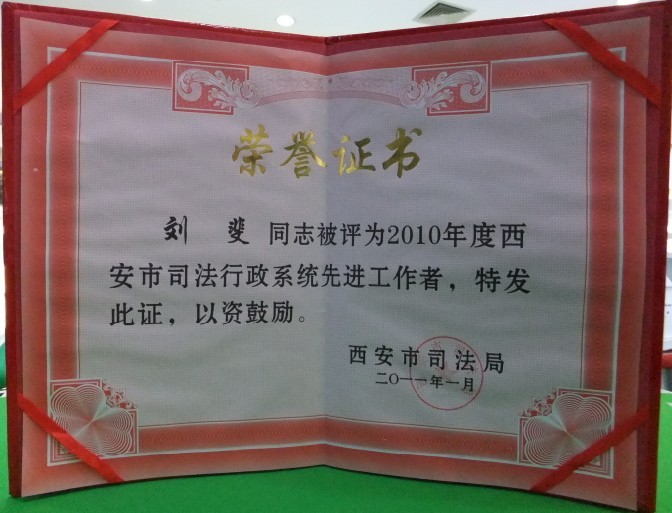 荣誉证书
刘 斐 同志被评为2010年度西
安市司法行政系统先进工作者，特发
此证，以资鼓励。
西安市司法局
二〇一一年一月